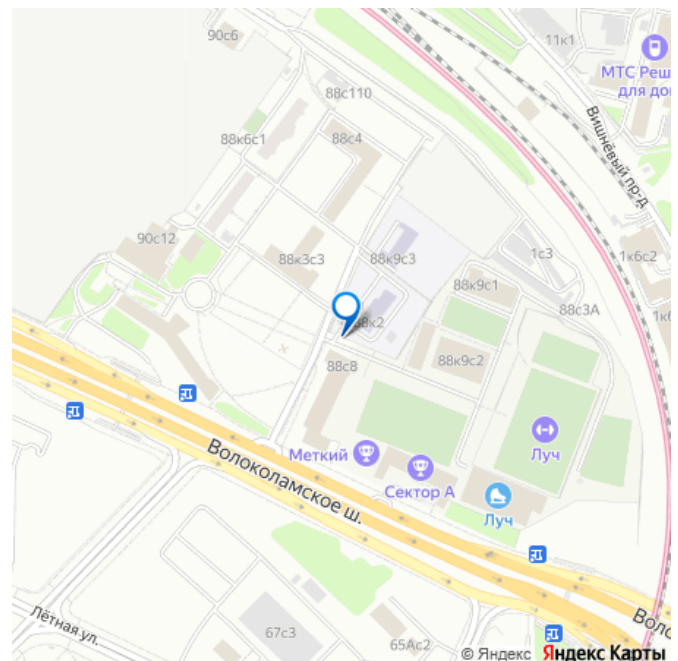 90с6
11к1
МТС Реш
для до
88с110
Вишнёвый пр-д
88к6с1
88с4
90с12
88к3с3
88к9с3
1с3
1к6с2
88к9с1
88с3А
1к6
88к2
88к9с2
88с8
Меткий
Луч
Сектор А
Волоколамское ш.
Луч
Лётная ул.
67с3
65Ас2
Воло
© Яндекс Яндекс Карты